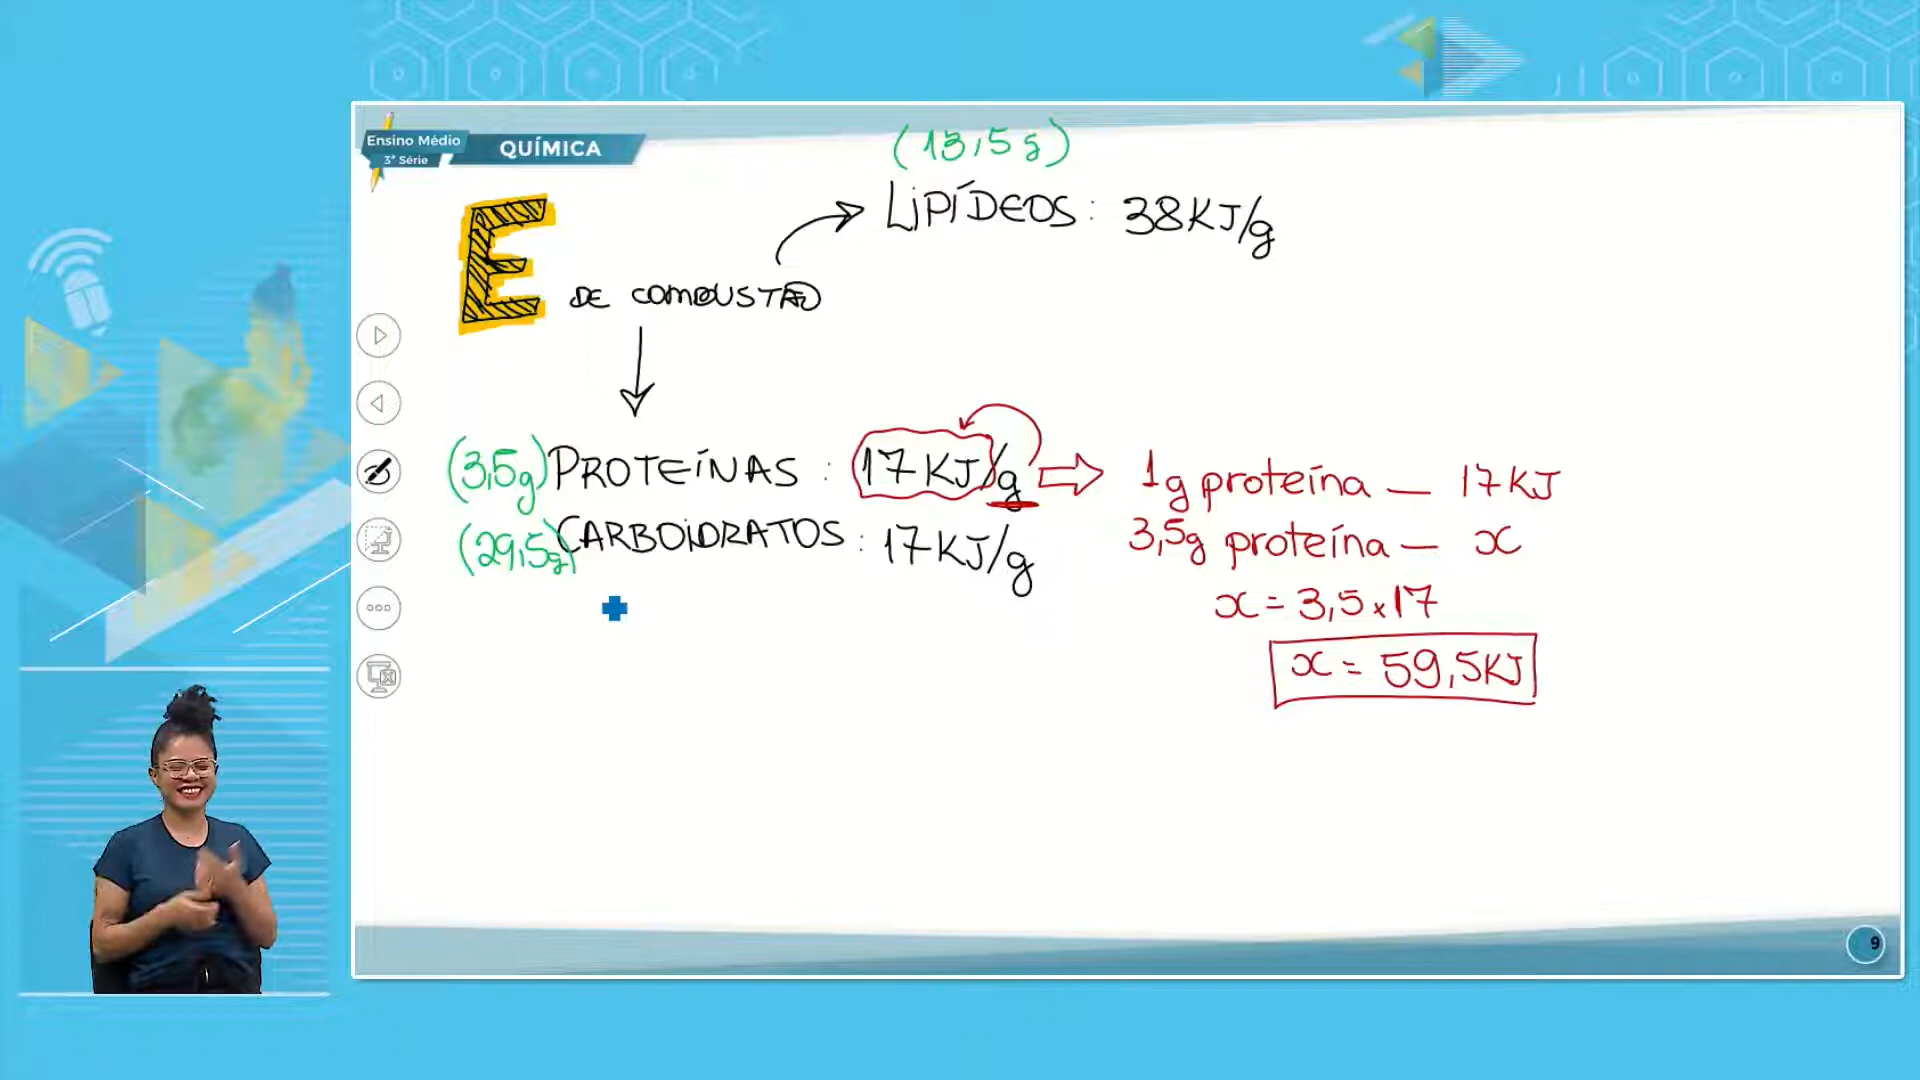 Ensino Médio
3ª Série
QUÍMICA
(13,5g)
LIPÍDEOS: 38KJ/g
E DE COMBUSTÃO
(3,5g) PROTEÍNAS: 17KJ/g ⇨ 1g proteína — 17KJ
(29,5g) CARBOIDRATOS: 17KJ/g
3,5g proteína — x
x = 3,5 x 17
x = 59,5KJ
9